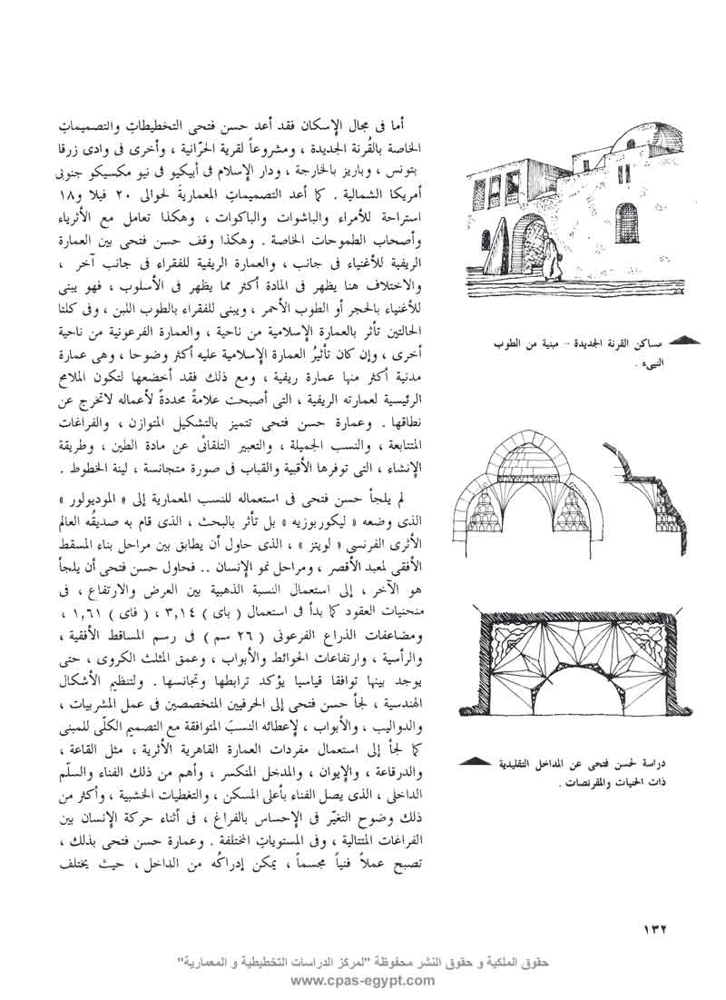 أما فى مجال الإسكان فقد أعد حسن فتحى التخطيطاتِ والتصميماتِ
الخاصة بالقُرنة الجديدة ، ومشروعاً لقرية الحرّانية ، وأخرى فى وادى زرقا
بتونس ، وباريز بالخارجة ، ودار الإسلام فى أبيكيو فى نيو مكسيكو جنوبى
أمريكا الشمالية . كما أعد التصميماتِ المعماريةَ لحوالى ٢٠ فيلا و١٨
استراحة للأمراء والباشوات والباكوات ، وهكذا تعامل مع الأثرياء
وأصحاب الطموحات الخاصة . وهكذا وقف حسن فتحى بين العمارة
الريفية للأغنياء فى جانب ، والعمارة الريفية للفقراء فى جانب آخر ،
والاختلاف هنا يظهر فى المادة أكثر مما يظهر فى الأسلوب ، فهو يبنى
للأغنياء بالحجر أو الطوب الأحمر ، ويبنى للفقراء بالطوب اللبن ، وفى كلتا
الحالتين تأثر بالعمارة الإسلامية من ناحية ، والعمارة الفرعونية من ناحية
أخرى ، وإن كان تأثيرُ العمارة الإسلامية عليه أكثر وضوحا ، وهى عمارة
مدنية أكثر منها عمارة ريفية ، ومع ذلك فقد أخضعها لتكون الملامح
الرئيسية لعمارته الريفية ، التى أصبحت علامةً محددةً لأعماله لاتخرج عن
نطاقها . وعمارة حسن فتحى تتميز بالتشكيل المتوازن ، والفراغات
المتتابعة ، والنسب الجميلة ، والتعبير التلقائى عن مادة الطين ، وطريقة
الإنشاء ، التى توفرها الأقبية والقباب فى صورة متجانسة ، لينة الخطوط .
لم يلجأ حسن فتحى فى استعماله للنسب المعمارية إلى « الموديولور »
الذى وضعه « ليكوربوزيه » بل تأثر بالبحث ، الذى قام به صديقُه العالم
الأثرى الفرنسى « لويتز » ، الذى حاول أن يطابق بين مراحل بناء المسقط
الأفقى لمعبد الأقصر ، ومراحل نمو الإنسان .. فحاول حسن فتحى أن يلجأ
هو الآخر ، إلى استعمال النسبة الذهبية بين العرض والارتفاع ، فى
منحنيات العقود كما بدأ فى استعمال ( باى ) ٣,١٤ ، ( فاى ) ١,٦١ ،
ومضاعفات الذراع الفرعونى ( ٢٦ سم ) فى رسم المساقط الأفقية ،
والرأسية ، وارتفاعات الحوائط والأبواب ، وعمق المثلث الكروى ، حتى
يوجد بينها توافقا قياسيا يؤكد ترابطها وتجانسها . ولتنظيم الأشكال
الهندسية ، لجأ حسن فتحى إلى الحرفيين المتخصصين فى عمل المشربيات ،
والدواليب ، والأبواب ، لإعطائه النسبَ المتوافقة مع التصميم الكلّى للمبنى
كما لجأ إلى استعمال مفردات العمارة القاهرية الأثرية ، مثل القاعة ،
والدرقاعة ، والإيوان ، والمدخل المنكسر ، وأهم من ذلك الفناء والسلّم
الداخلى ، الذى يصل الفناء بأعلى المسكن ، والتغطيات الخشبية ، وأكثر من
ذلك وضوح التغيّر فى الإحساس بالفراغ ، فى أثناء حركة الإنسان بين
الفراغات المتتالية ، وفى المستوياتِ المختلفة . وعمارة حسن فتحى بذلك ،
تصبح عملاً فنياً مجسماً ، يمكن إدراكُه من الداخل ، حيث يختلف
مساكن القرنة الجديدة - مبنية من الطوب
النيىء .
دراسة لحسن فتحى عن المداخل التقليدية
ذات الحنيات والمقرنصات .
١٣٢
حقوق الملكية و حقوق النشر محفوظة "لمركز الدراسات التخطيطية و المعمارية"
www.cpas-egypt.com